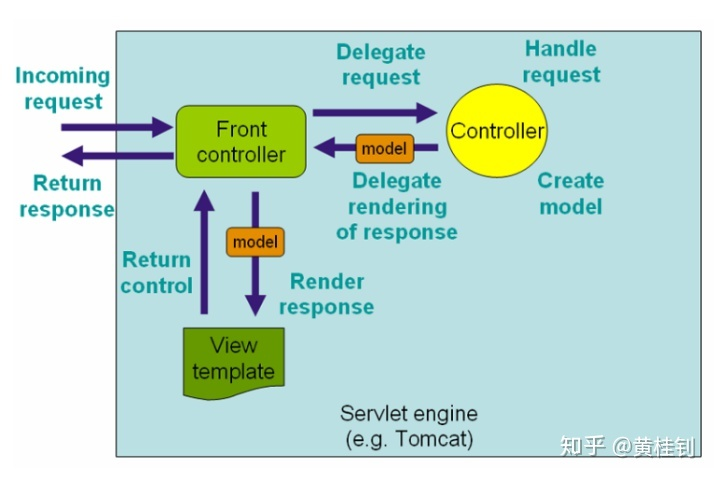 Incoming
request
Return
response
Front
controller
Delegate
request
Handle
request
Controller
model
Delegate
rendering
of response
Create
model
Return
control
model
Render
response
View
template
Servlet engine
(e.g. Tomcat)
知乎 @黄桂钊